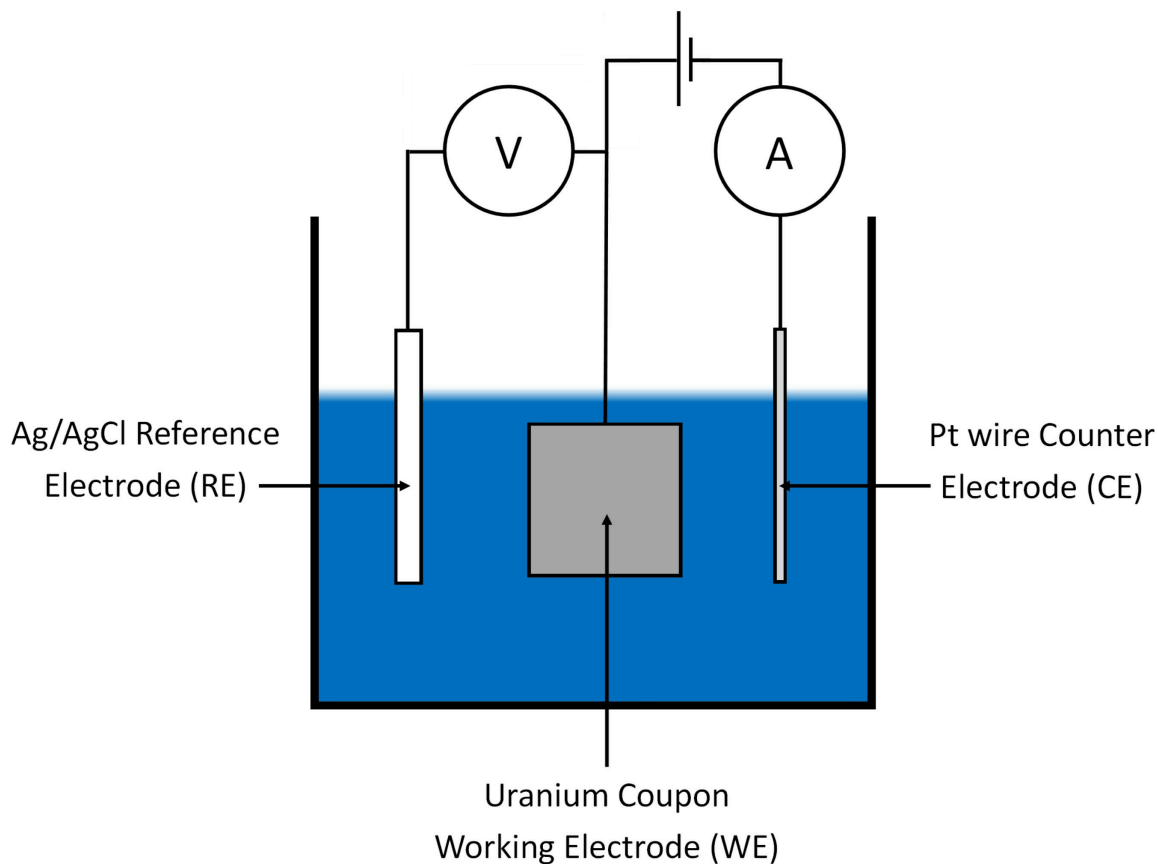 V
A
Ag/AgCl Reference
Electrode (RE)
Pt wire Counter
Electrode (CE)
Uranium Coupon
Working Electrode (WE)